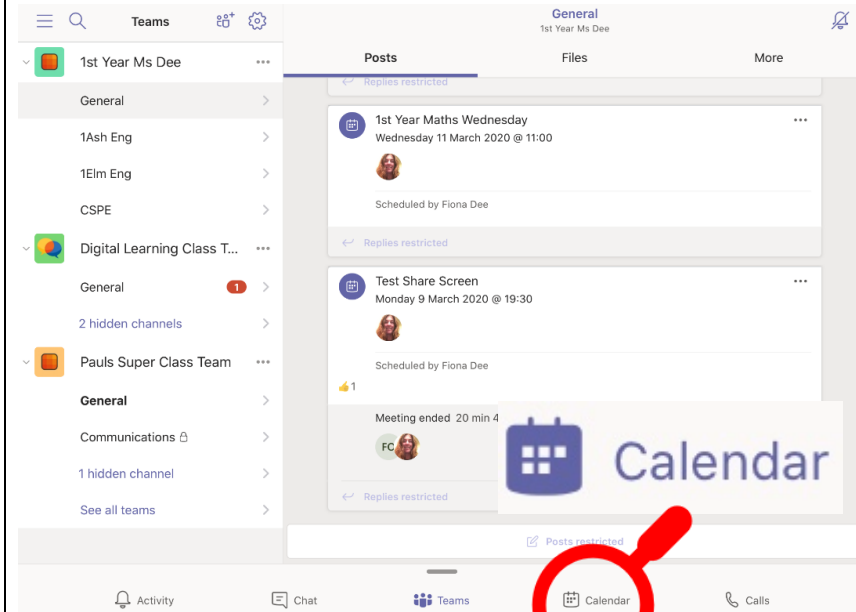 Teams
1st Year Ms Dee
General
1Ash Eng
1Elm Eng
CSPE
Digital Learning Class T...
General
1
2 hidden channels
Pauls Super Class Team
General
Communications
1 hidden channel
See all teams
General
1st Year Ms Dee
Posts
Files
More
Replies restricted
1st Year Maths Wednesday
Wednesday 11 March 2020 @ 11:00
Scheduled by Fiona Dee
Replies restricted
Test Share Screen
Monday 9 March 2020 @ 19:30
Scheduled by Fiona Dee
1
Meeting ended 20 min 4
FC
Replies restricted
Calendar
Posts restricted
Activity
Chat
Teams
Calendar
Calls